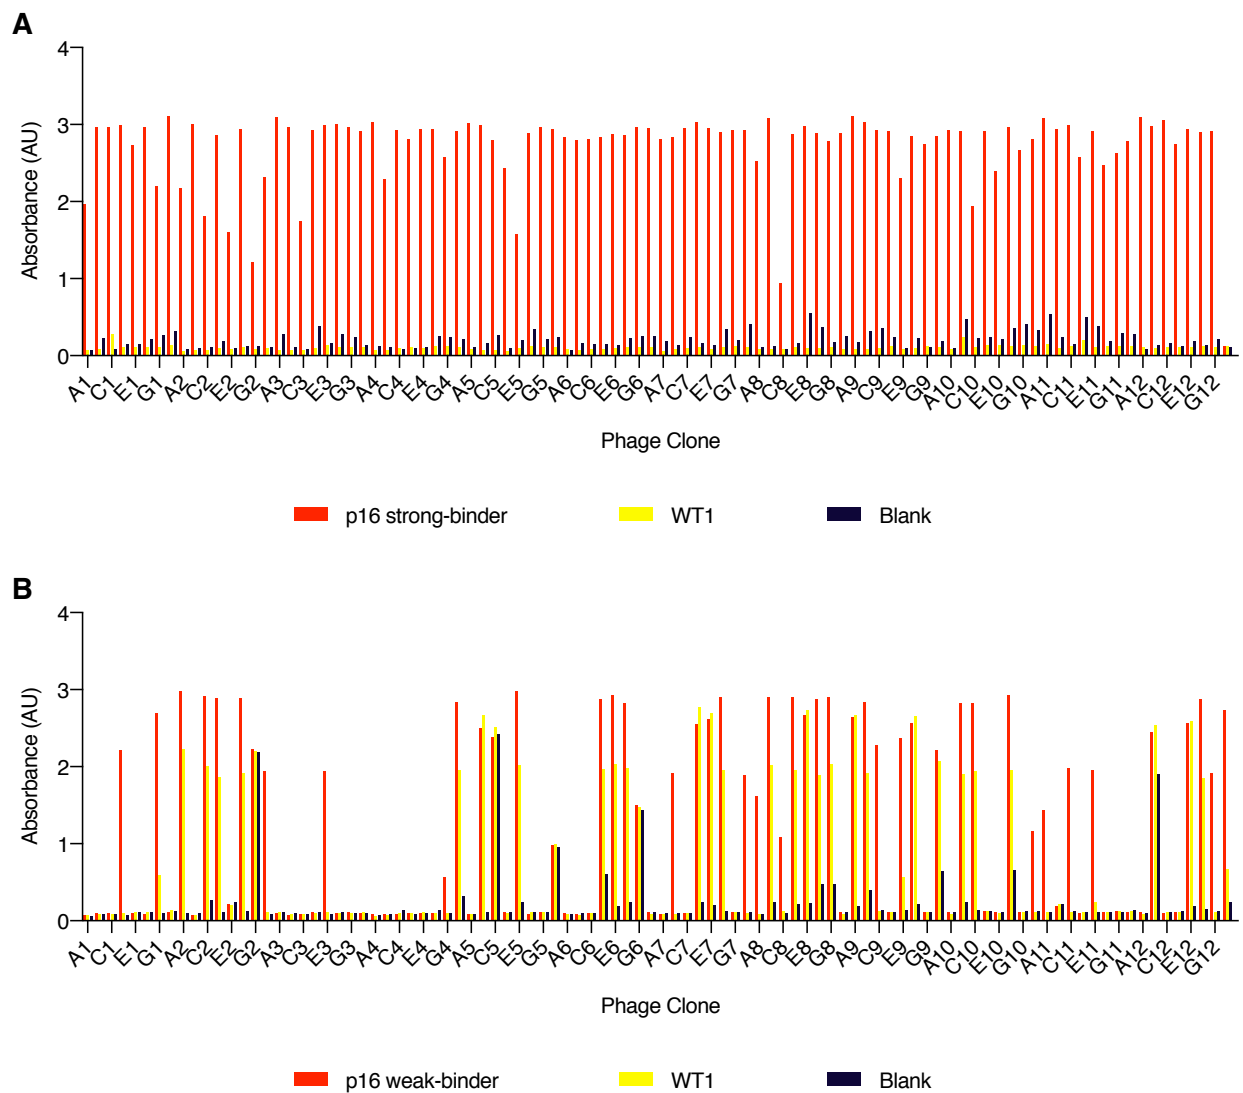 A
4
3
2
1
0
Absorbance (AU)
A1 C1 E1 G1 A2 C2 E2 G2 A3 C3 E3 G3 A4 C4 E4 G4 A5 C5 E5 G5 A6 C6 E6 G6 A7 C7 E7 G7 A8 C8 E8 G8 A9 C9 E9 G9 A10 C10 E10 G10 A11 C11 E11 G11 A12 C12 E12 G12
Phage Clone
p16 strong-binder WT1 Blank
B
4
3
2
1
0
Absorbance (AU)
A1 C1 E1 G1 A2 C2 E2 G2 A3 C3 E3 G3 A4 C4 E4 G4 A5 C5 E5 G5 A6 C6 E6 G6 A7 C7 E7 G7 A8 C8 E8 G8 A9 C9 E9 G9 A10 C10 E10 G10 A11 C11 E11 G11 A12 C12 E12 G12
Phage Clone
p16 weak-binder WT1 Blank